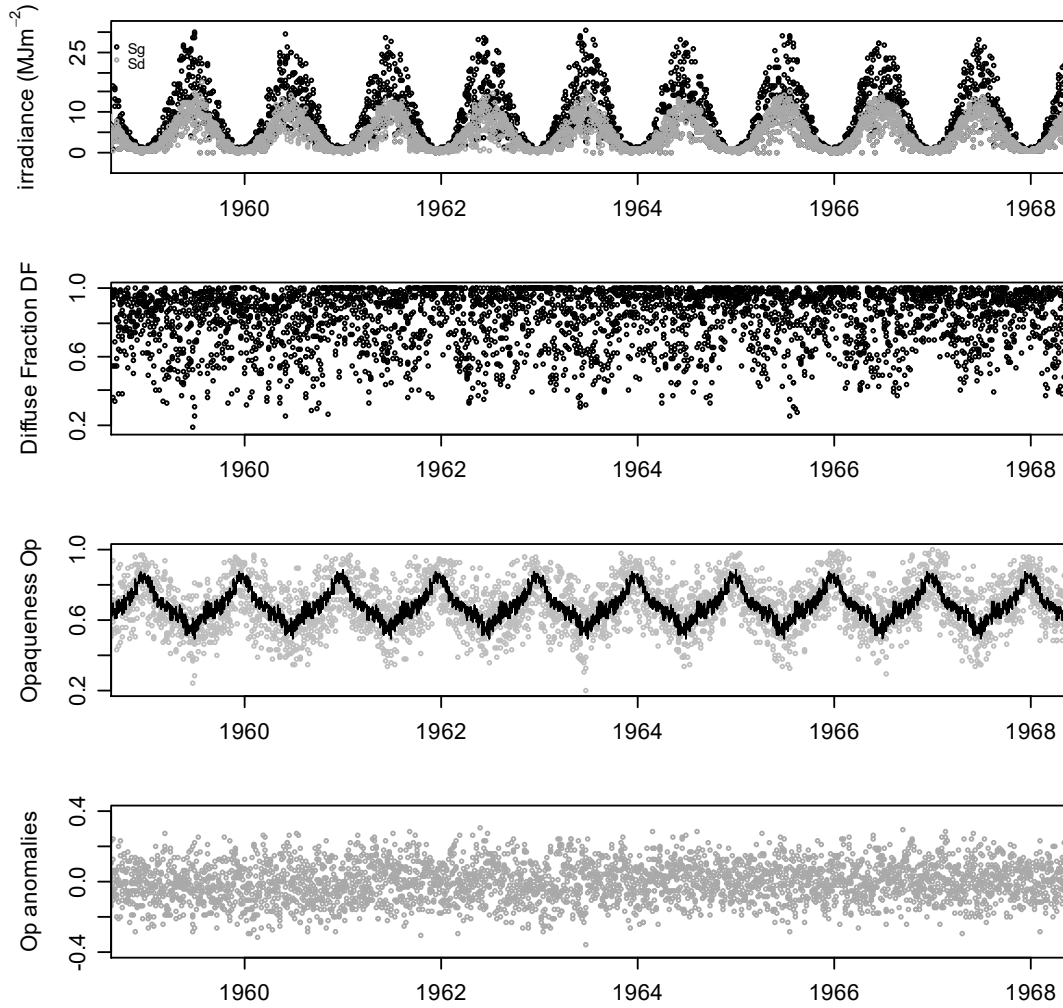 irradiance (MJm⁻²)
25
10
0
Sg
Sd
1960 1962 1964 1966 1968
Diffuse Fraction DF
1.0
0.6
0.2
1960 1962 1964 1966 1968
Opaqueness Op
1.0
0.6
0.2
1960 1962 1964 1966 1968
Op anomalies
0.4
0.0
-0.4
1960 1962 1964 1966 1968